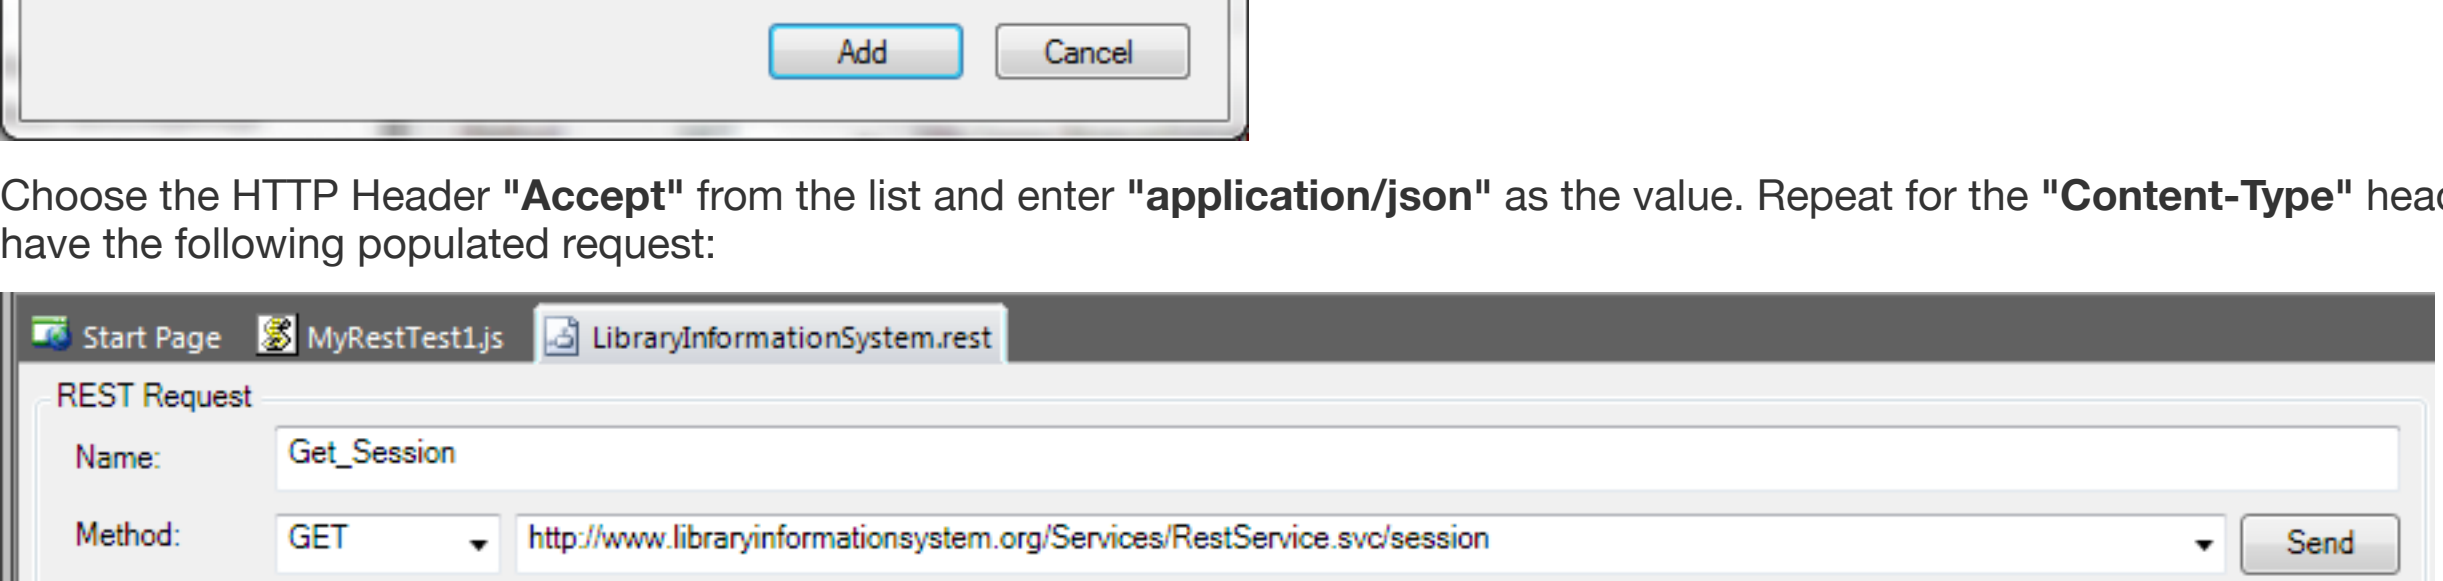 Add Cancel
Choose the HTTP Header "Accept" from the list and enter "application/json" as the value. Repeat for the "Content-Type"
have the following populated request:
Start Page MyRestTest1.js LibraryInformationSystem.rest
REST Request
Name: Get_Session
Method: GET http://www.libraryinformationsystem.org/Services/RestService.svc/session Send